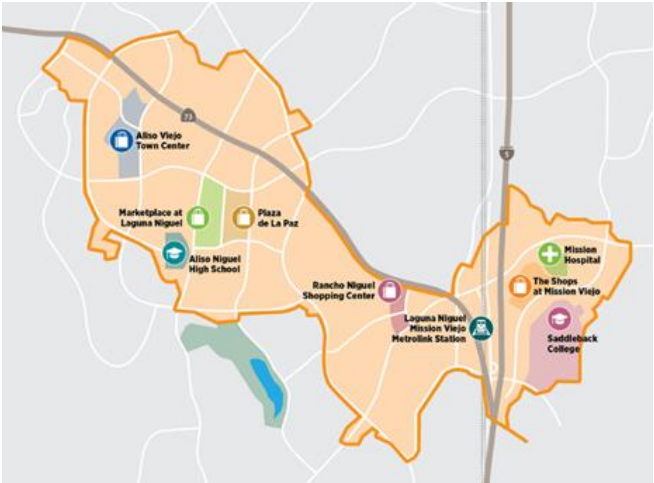 73
5
Aliso Viejo
Town Center
Marketplace at
Laguna Niguel
Plaza
de La Paz
Aliso Niguel
High School
Mission
Hospital
Rancho Niguel
Shopping Center
The Shops
at Mission Viejo
Laguna Niguel
Mission Viejo
Metrolink Station
Saddleback
College